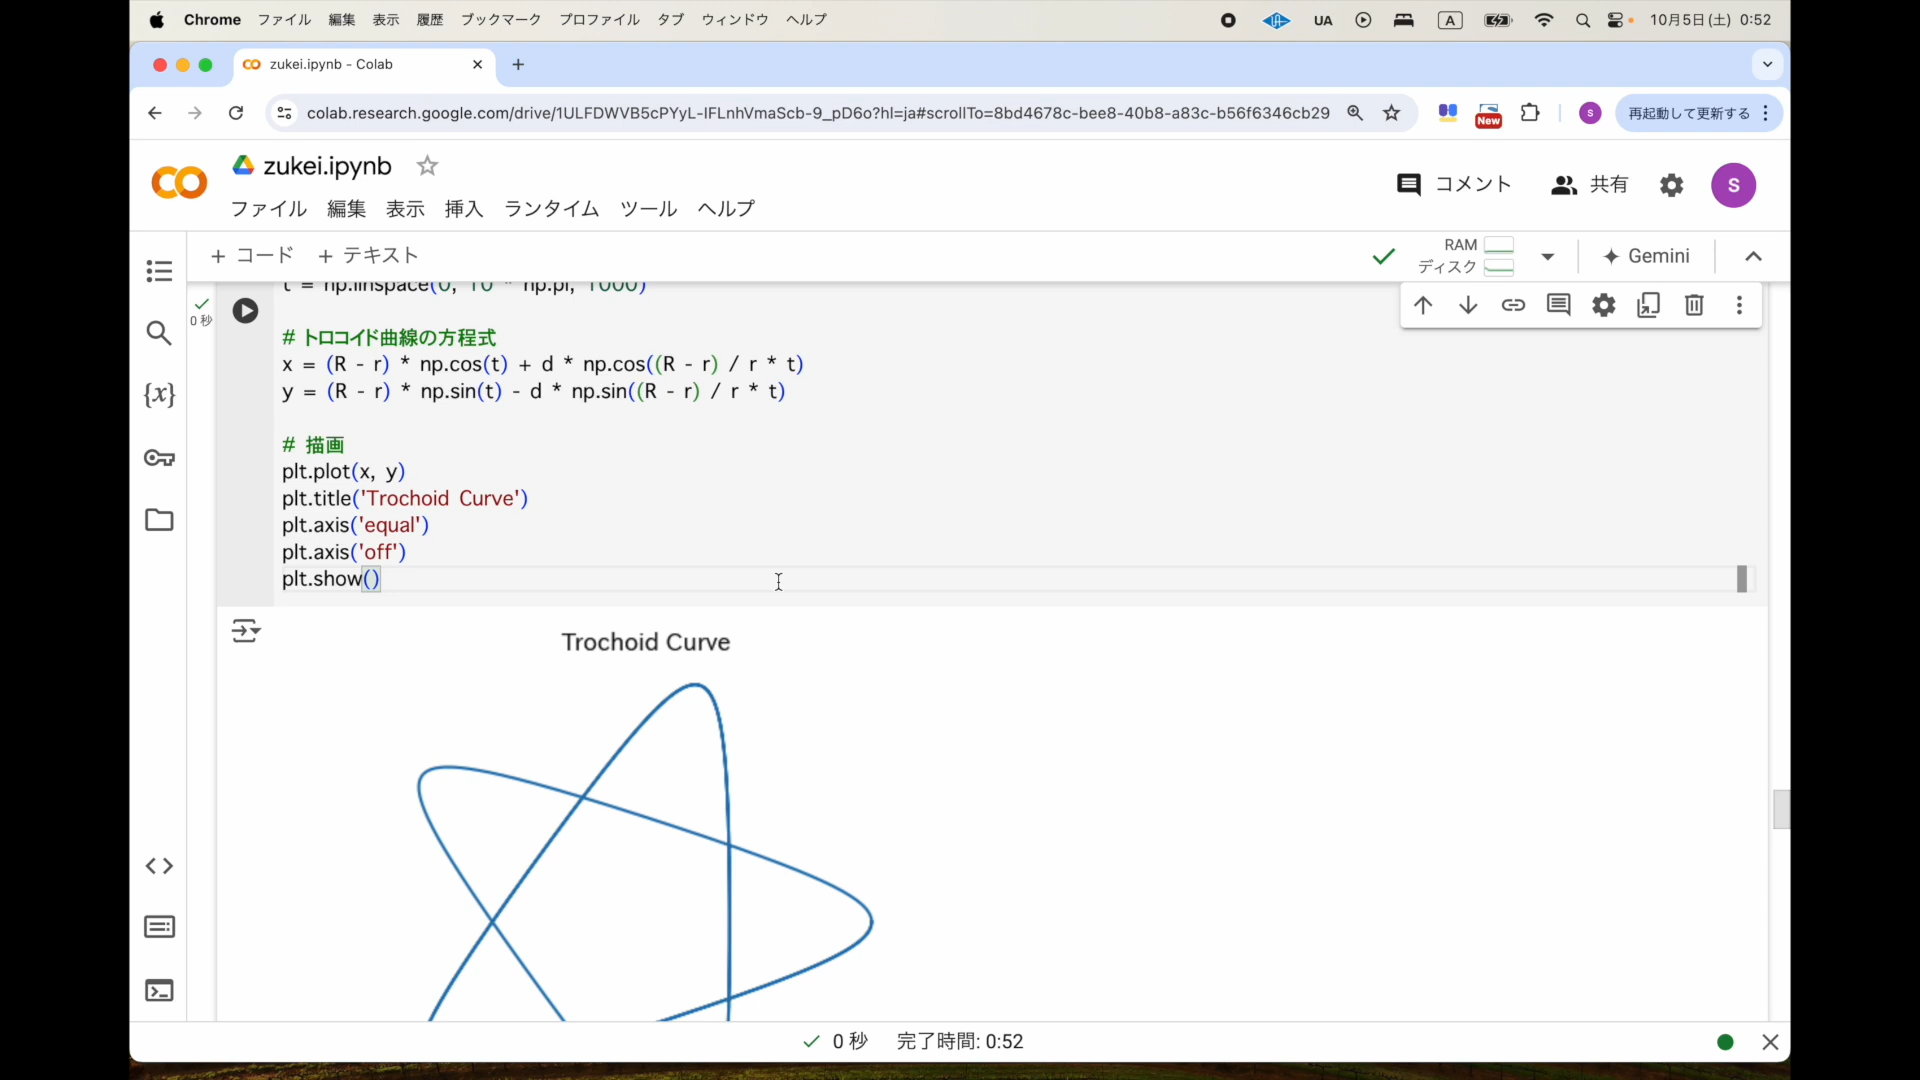 Chrome ファイル 編集 表示 履歴 ブックマーク プロファイル タブ ウィンドウ ヘルプ UA A 10月5日(土) 0:52
zukei.ipynb - Colab
colab.research.google.com/drive/1ULFDWVB5cPYyL-IFLnhVmaScb-9_pD6o?hl=ja#scrollTo=8bd4678c-bee8-40b8-a83c-b56f6346cb29 New S 再起動して更新する
zukei.ipynb
コメント 共有 S
ファイル 編集 表示 挿入 ランタイム ツール ヘルプ
+ コード + テキスト RAM ディスク Gemini
t = np.linspace(0, 10 * np.pi, 1000)
0 秒
# トロコイド曲線の方程式
x = (R - r) * np.cos(t) + d * np.cos((R - r) / r * t)
y = (R - r) * np.sin(t) - d * np.sin((R - r) / r * t)
# 描画
plt.plot(x, y)
plt.title('Trochoid Curve')
plt.axis('equal')
plt.axis('off')
plt.show()
Trochoid Curve
0 秒 完了時間: 0:52